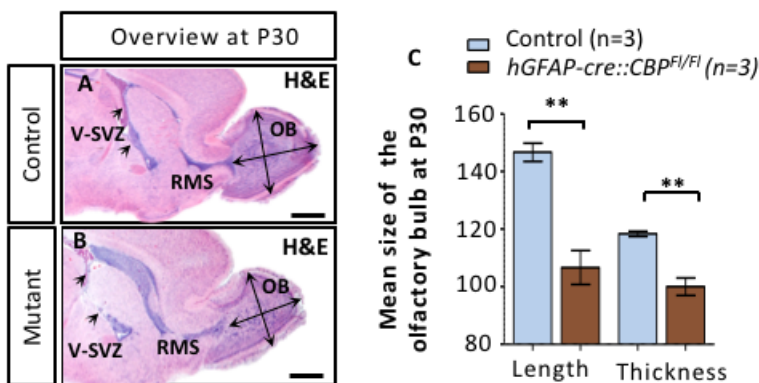 Overview at P30
Control
A
H&E
V-SVZ
OB
RMS
Mutant
B
H&E
OB
V-SVZ
RMS
C
Control (n=3)
hGFAP-cre::CBPFl/Fl (n=3)
Mean size of the
olfactory bulb at P30
160
140
120
100
80
**
**
Length
Thickness